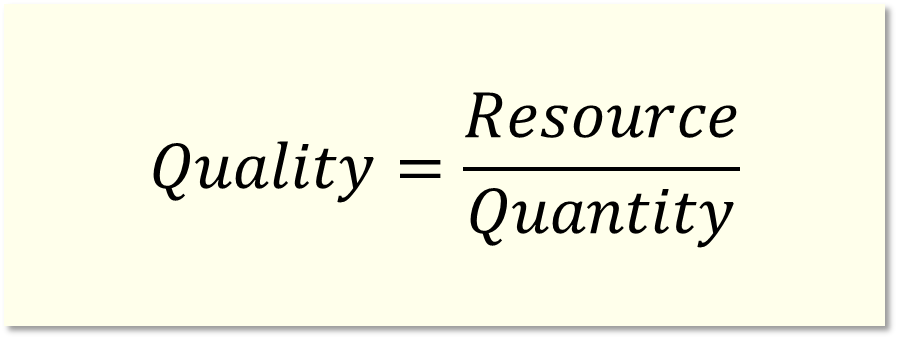 Quality = Resource / Quantity